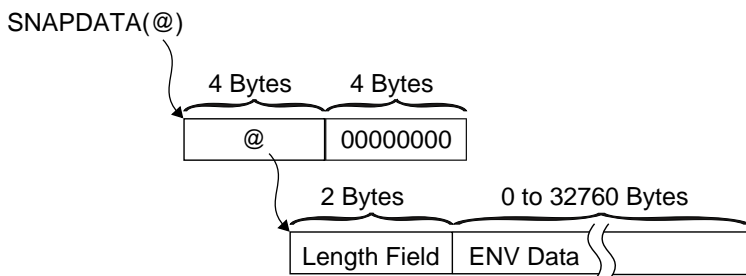 SNAPDATA(@)
4 Bytes 4 Bytes
@ 00000000
2 Bytes 0 to 32760 Bytes
Length Field ENV Data